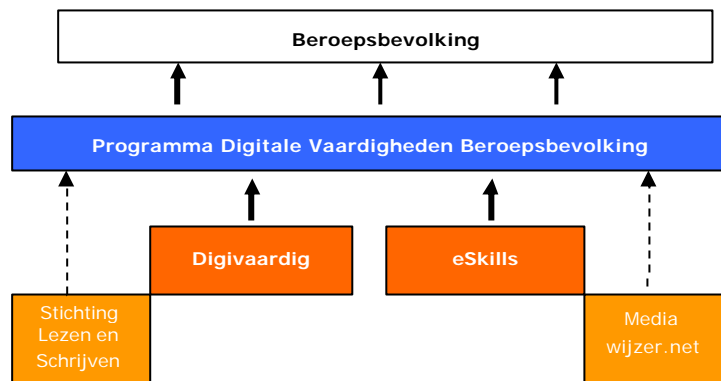 Beroepsbevolking
Programma Digitale Vaardigheden Beroepsbevolking
Digivaardig
eSkills
Stichting
Lezen en
Schrijven
Media
wijzer.net